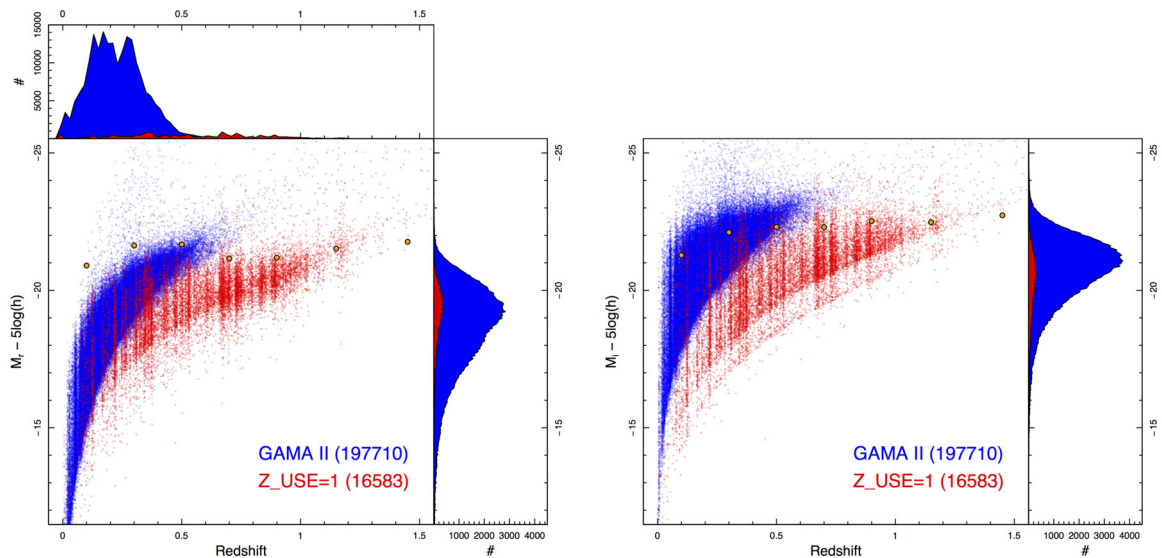 0 0.5 1 1.5
15000
10000
5000
#
-25
-20
-15
M_r − 5log(h)
GAMA II (197710)
Z_USE=1 (16583)
0 0.5 1 1.5
Redshift
-25
-20
-15
1000 2000 3000 4000
#
-25
-20
-15
M_i − 5log(h)
GAMA II (197710)
Z_USE=1 (16583)
0 0.5 1 1.5
Redshift
-25
-20
-15
1000 2000 3000 4000
#